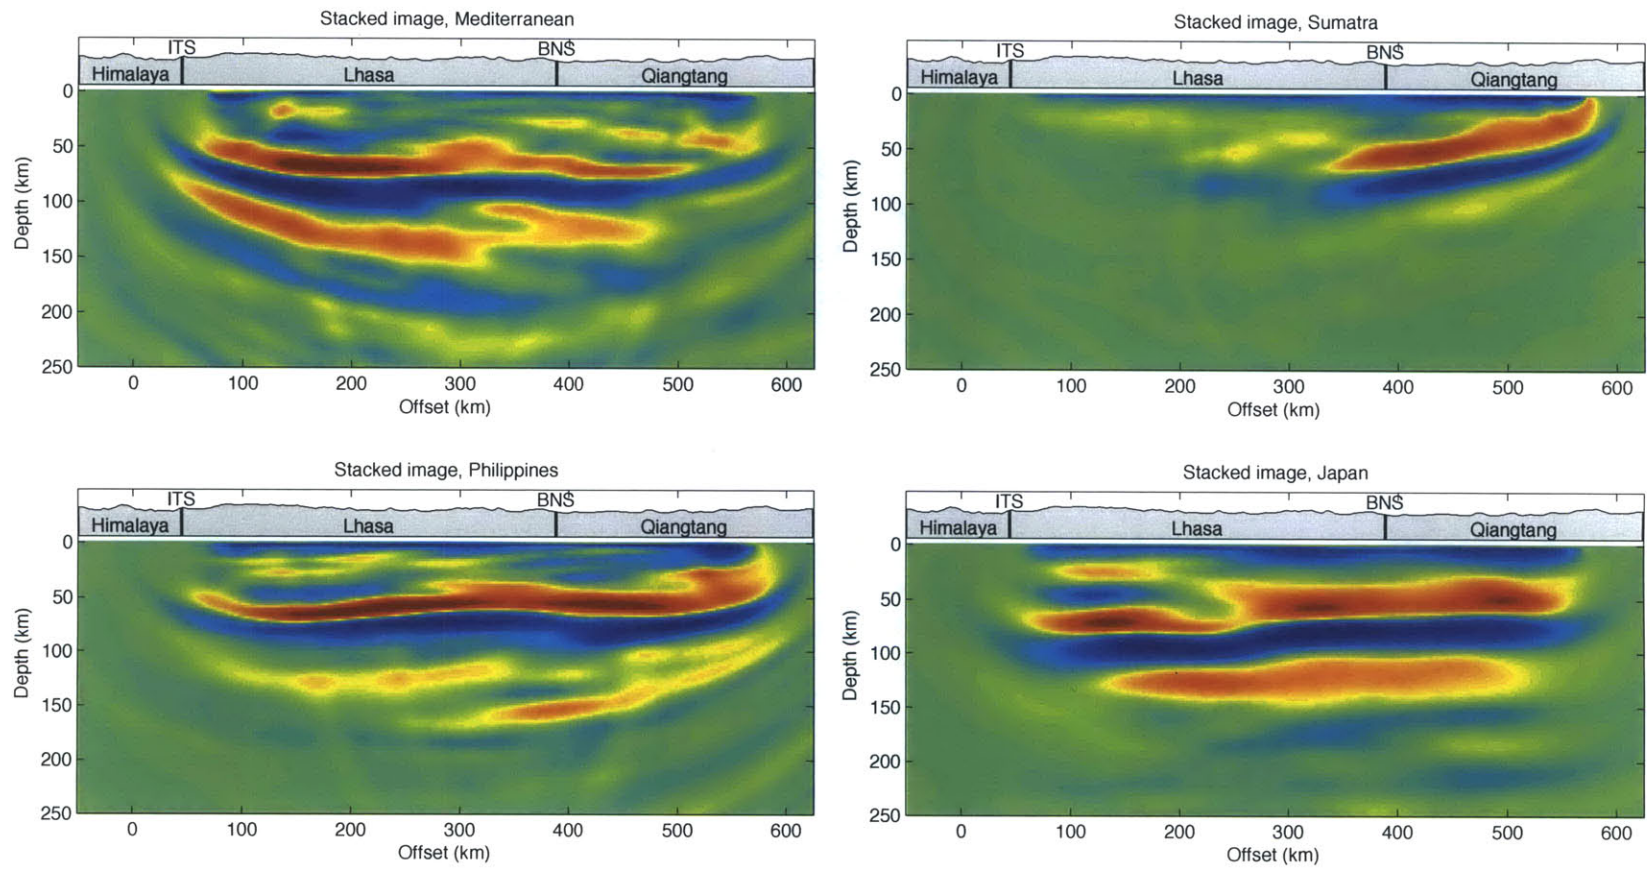 Stacked image, Mediterranean
ITS BNS
Himalaya Lhasa Qiangtang
0
50
100
150
200
250
Depth (km)
0 100 200 300 400 500 600
Offset (km)
Stacked image, Sumatra
ITS BNS
Himalaya Lhasa Qiangtang
0
50
100
150
200
250
Depth (km)
0 100 200 300 400 500 600
Offset (km)
Stacked image, Philippines
ITS BNS
Himalaya Lhasa Qiangtang
0
50
100
150
200
250
Depth (km)
0 100 200 300 400 500 600
Offset (km)
Stacked image, Japan
ITS BNS
Himalaya Lhasa Qiangtang
0
50
100
150
200
250
Depth (km)
0 100 200 300 400 500 600
Offset (km)